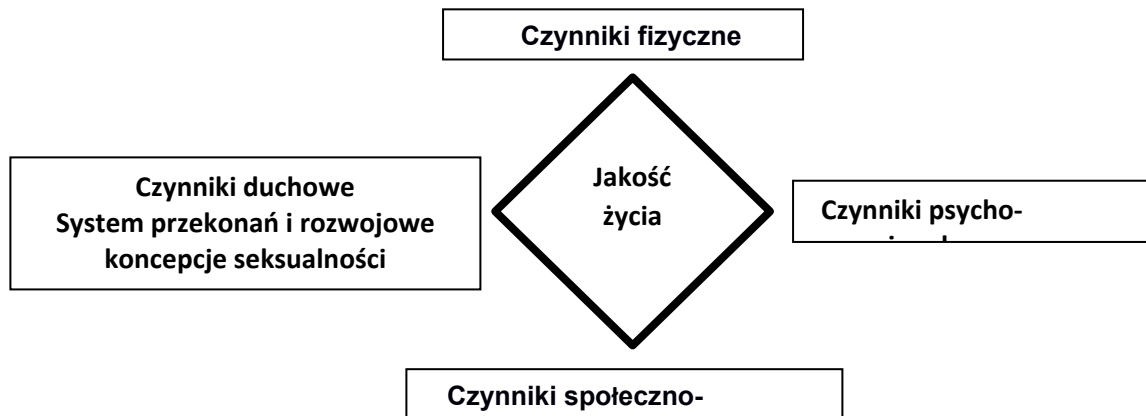 Czynniki fizyczne
Czynniki duchowe
System przekonań i rozwojowe
koncepcje seksualności
Jakość
życia
Czynniki psycho-
Czynniki społeczno-